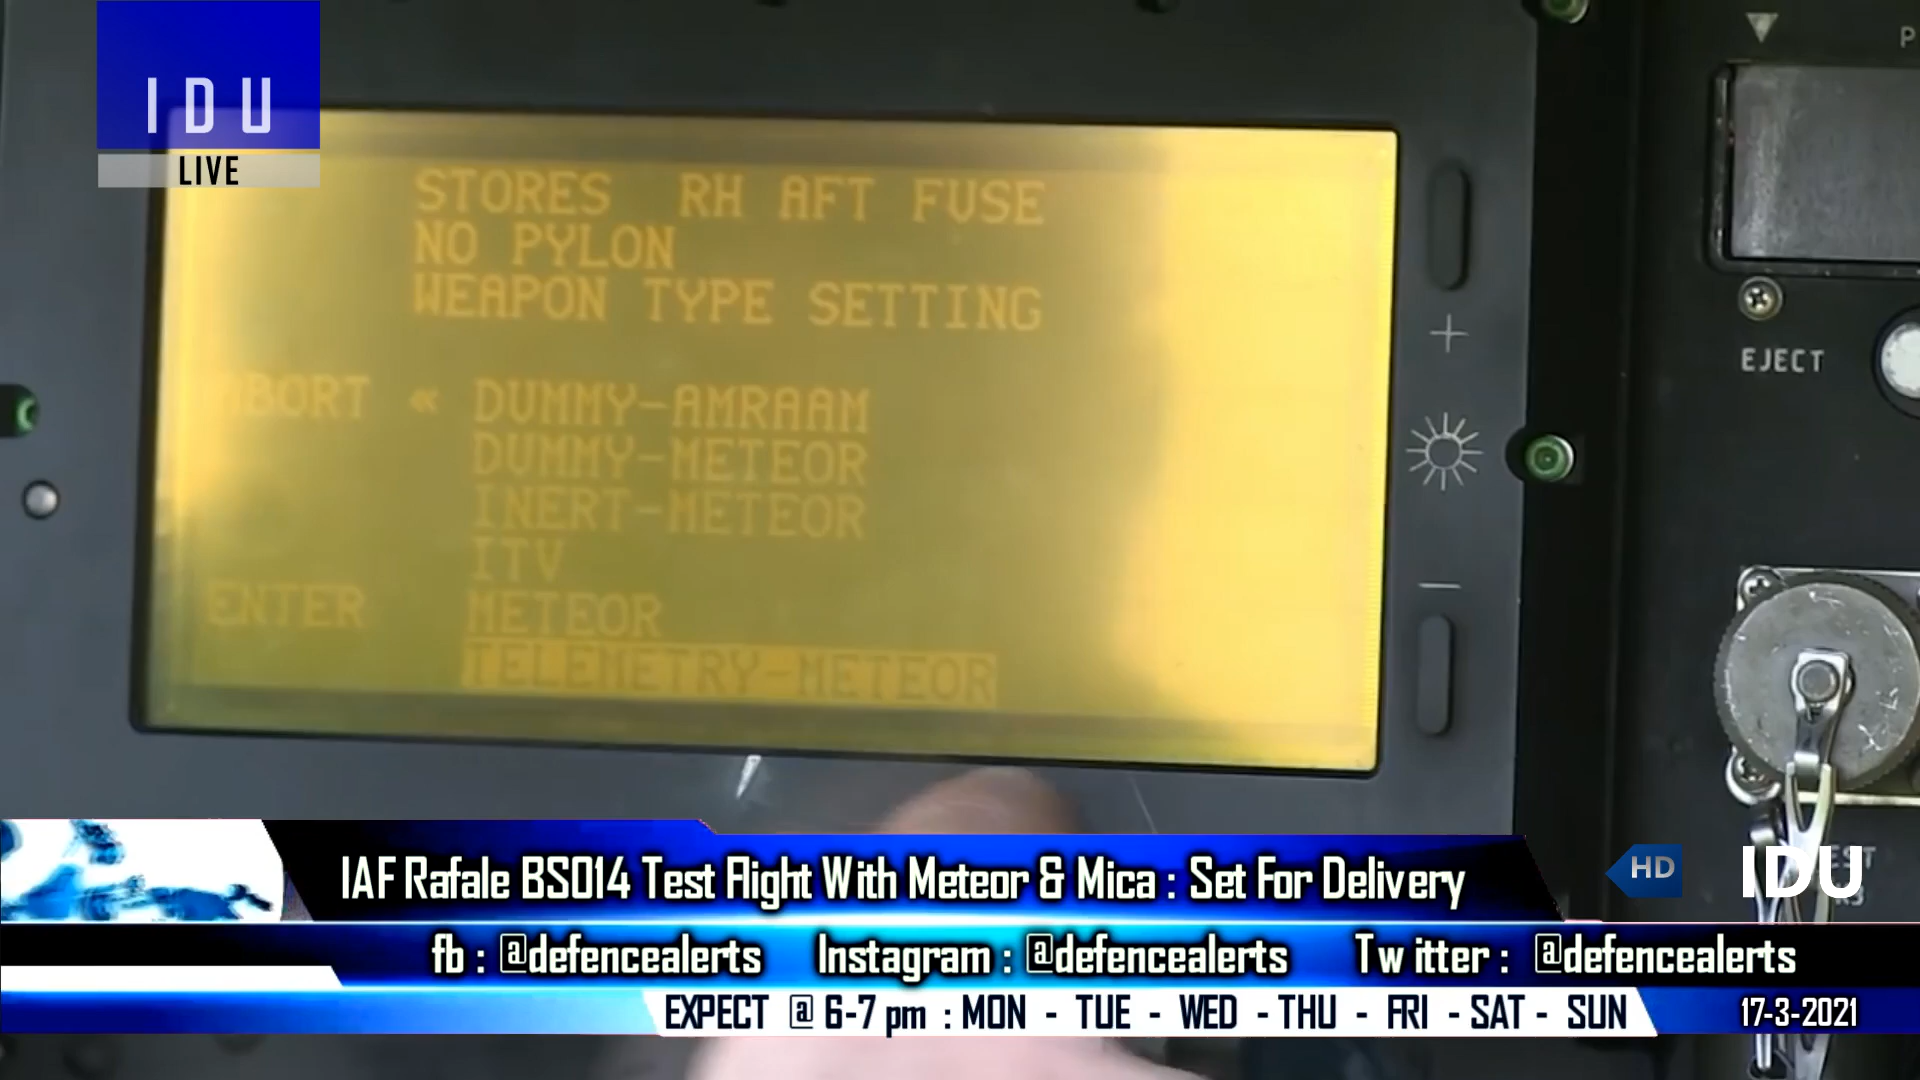 IDU
LIVE
P
STORES RH AFT FUSE
NO PYLON
WEAPON TYPE SETTING
ABORT « DUMMY-AMRAAM
DUMMY-METEOR
INERT-METEOR
ITV
ENTER METEOR
TELEMETRY-METEOR
+
−
EJECT
IAF Rafale BS014 Test Flight With Meteor & Mica : Set For Delivery
HD
IDU
fb : @defencealerts Instagram : @defencealerts Twitter : @defencealerts
EXPECT @ 6-7 pm : MON - TUE - WED - THU - FRI - SAT - SUN
17-3-2021